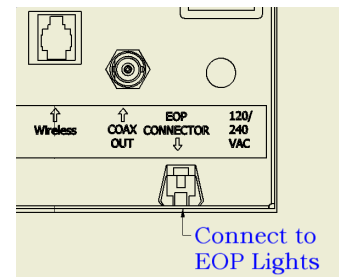 Wireless
COAX
OUT
EOP
CONNECTOR
120/
240
VAC
Connect to
EOP Lights